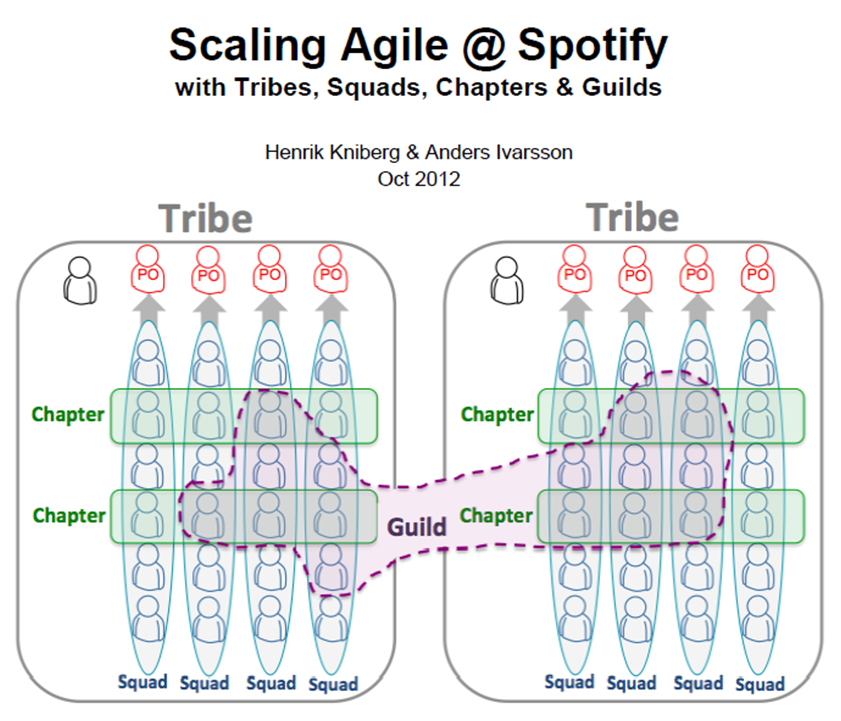 Scaling Agile @ Spotify
with Tribes, Squads, Chapters & Guilds
Henrik Kniberg & Anders Ivarsson
Oct 2012
Tribe
Tribe
PO PO PO PO
PO PO PO PO
Chapter
Chapter
Chapter
Guild
Chapter
Squad Squad Squad Squad
Squad Squad Squad Squad